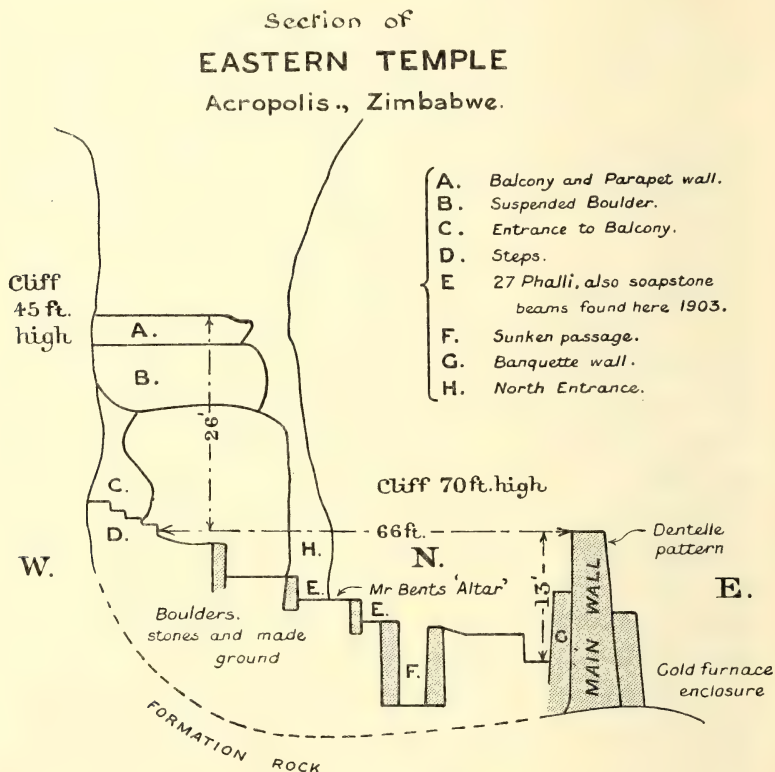 Section of
EASTERN TEMPLE
Acropolis., Zimbabwe.
A. Balcony and Parapet wall.
B. Suspended Boulder.
C. Entrance to Balcony.
D. Steps.
E 27 Phalli, also soapstone
beams found here 1903.
F. Sunken passage.
G. Banquette wall.
H. North Entrance.
Cliff
45 ft.
high
A.
B.
26'
C.
D.
Cliff 70 ft. high
66 ft.
H.
N.
W.
E.
Dentelle
pattern
13'
E.
Mr Bents 'Altar'
E.
Boulders.
stones and made
ground
F.
G
MAIN WALL
Gold furnace
enclosure
FORMATION ROCK